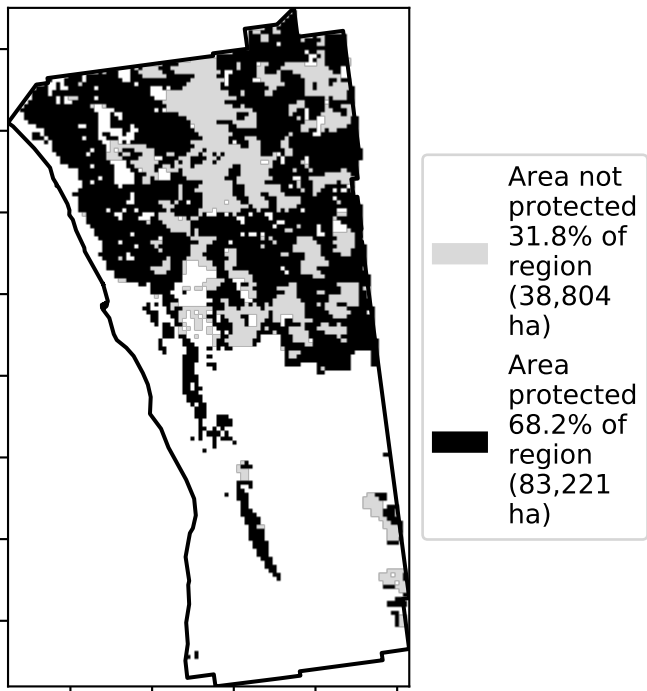 Area not
protected
31.8% of
region
(38,804
ha)
Area
protected
68.2% of
region
(83,221
ha)